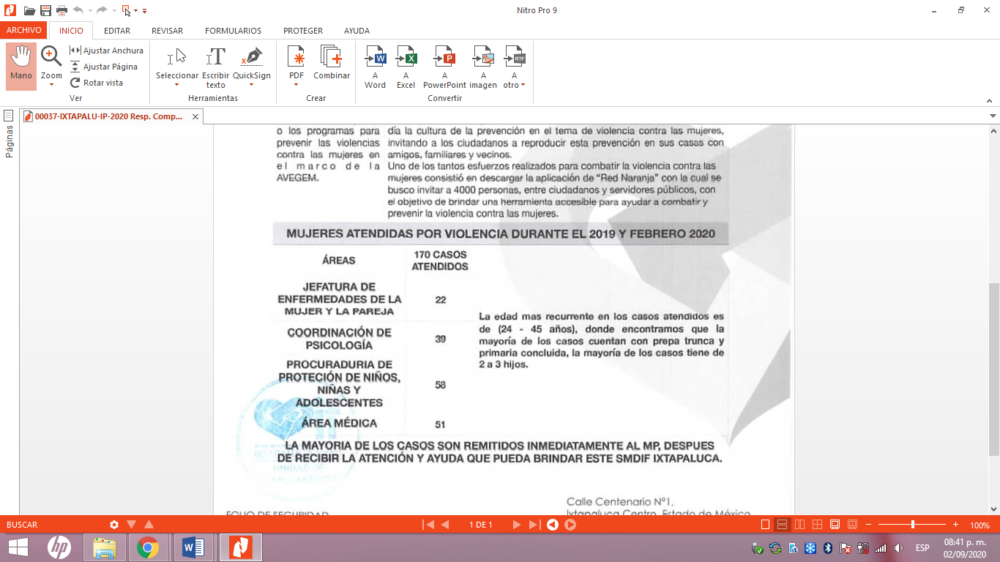 Nitro Pro 9
ARCHIVO INICIO EDITAR REVISAR FORMULARIOS PROTEGER AYUDA
Mano
Zoom
Ajustar Anchura
Ajustar Página
Rotar vista
Ver
Seleccionar
Escribir texto
QuickSign
Herramientas
PDF
Combinar
Crear
A Word
A Excel
A PowerPoint
A imagen
A otro
Convertir
00037-IXTAPALU-IP-2020 Resp. Comp...
Páginas
o los programas para
prevenir las violencias
contra las mujeres en
el marco de la
AVEGEM.
día la cultura de la prevención en el tema de violencia contra las mujeres,
invitando a los ciudadanos a reproducir esta prevención en sus casas con
amigos, familiares y vecinos.
Uno de los tantos esfuerzos realizados para combatir la violencia contra las
mujeres consistió en descargar la aplicación de “Red Naranja” con la cual se
busco invitar a 4000 personas, entre ciudadanos y servidores públicos, con
el objetivo de brindar una herramienta accesible para ayudar a combatir y
prevenir la violencia contra las mujeres.
MUJERES ATENDIDAS POR VIOLENCIA DURANTE EL 2019 Y FEBRERO 2020
ÁREAS
170 CASOS
ATENDIDOS
JEFATURA DE
ENFERMEDADES DE LA
MUJER Y LA PAREJA
22
COORDINACIÓN DE
PSICOLOGÍA
39
PROCURADURIA DE
PROTECIÓN DE NIÑOS,
NIÑAS Y
ADOLESCENTES
58
ÁREA MÉDICA
51
La edad mas recurrente en los casos atendidos es
de (24 - 45 años), donde encontramos que la
mayoría de los casos cuentan con prepa trunca y
primaria concluida, la mayoría de los casos tiene de
2 a 3 hijos.
LA MAYORIA DE LOS CASOS SON REMITIDOS INMEDIATAMENTE AL MP, DESPUES
DE RECIBIR LA ATENCIÓN Y AYUDA QUE PUEDA BRINDAR ESTE SMDIF IXTAPALUCA.
UNIDAD DE
FOLIO DE SEGURIDAD
Calle Centenario N°1,
Ixtapaluca Centro, Estado de México
BUSCAR
1 DE 1
100%
hp
ESP
08:41 p. m.
02/09/2020